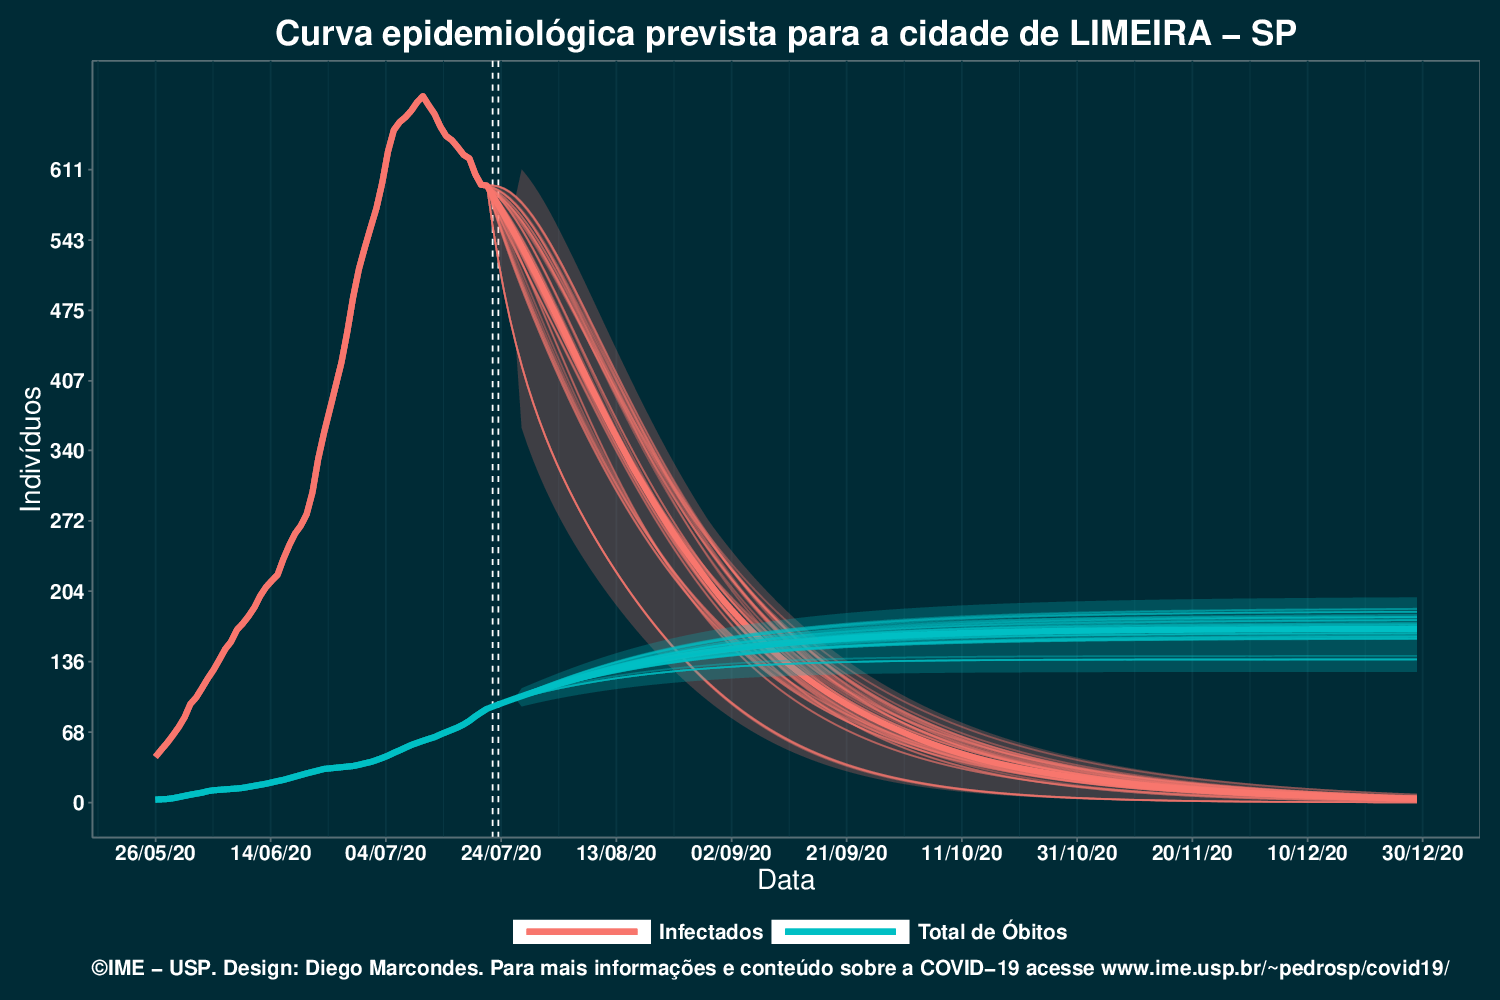 Curva epidemiológica prevista para a cidade de LIMEIRA – SP
Indivíduos
611
543
475
407
340
272
204
136
68
0
26/05/20 14/06/20 04/07/20 24/07/20 13/08/20 02/09/20 21/09/20 11/10/20 31/10/20 20/11/20 10/12/20 30/12/20
Data
Infectados Total de Óbitos
©IME – USP. Design: Diego Marcondes. Para mais informações e conteúdo sobre a COVID–19 acesse www.ime.usp.br/~pedrosp/covid19/